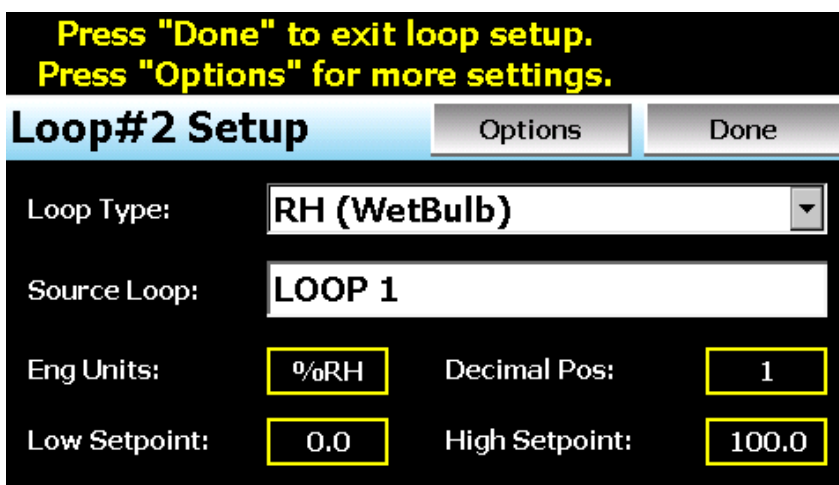 Press "Done" to exit loop setup.
Press "Options" for more settings.
Loop#2 Setup Options Done
Loop Type: RH (WetBulb)
Source Loop: LOOP 1
Eng Units: %RH Decimal Pos: 1
Low Setpoint: 0.0 High Setpoint: 100.0